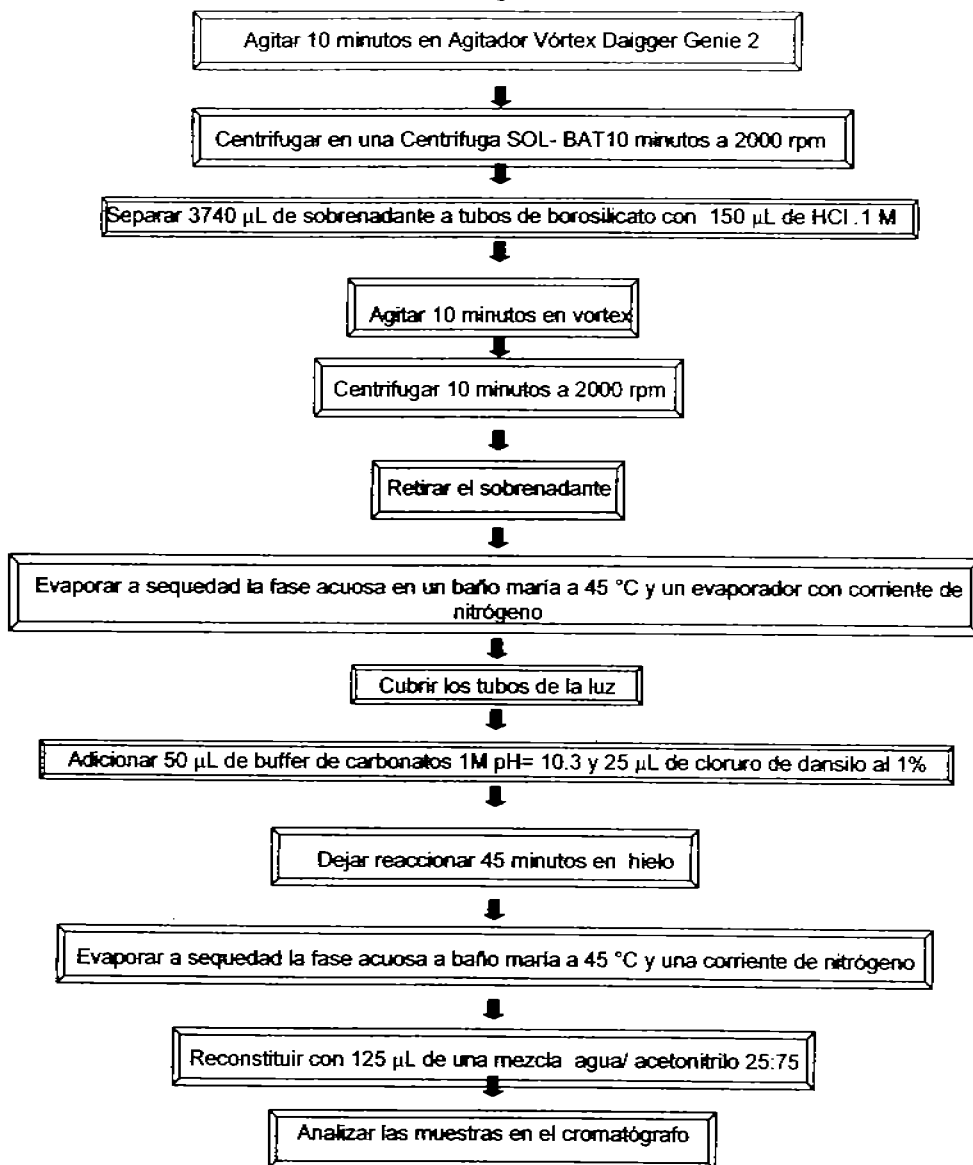 Agitar 10 minutos en Agitador Vórtex Daigger Genie 2
Centrifugar en una Centrífuga SOL- BAT10 minutos a 2000 rpm
Separar 3740 µL de sobrenadante a tubos de borosilicato con 150 µL de HCl .1 M
Agitar 10 minutos en vortex
Centrifugar 10 minutos a 2000 rpm
Retirar el sobrenadante
Evaporar a sequedad la fase acuosa en un baño maría a 45 °C y un evaporador con corriente de
nitrógeno
Cubrir los tubos de la luz
Adicionar 50 µL de buffer de carbonatos 1M pH= 10.3 y 25 µL de cloruro de dansilo al 1%
Dejar reaccionar 45 minutos en hielo
Evaporar a sequedad la fase acuosa a baño maría a 45 °C y una corriente de nitrógeno
Reconstituir con 125 µL de una mezcla agua/ acetonitrilo 25:75
Analizar las muestras en el cromatógrafo